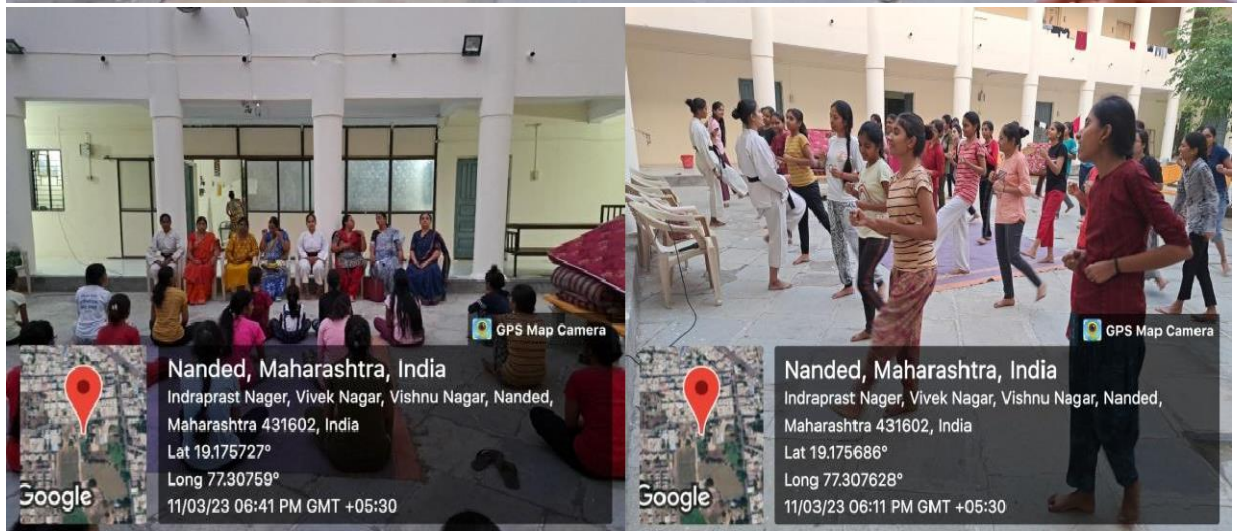 GPS Map Camera
Nanded, Maharashtra, India
Indraprast Nager, Vivek Nagar, Vishnu Nagar, Nanded,
Maharashtra 431602, India
Lat 19.175727°
Long 77.30759°
11/03/23 06:41 PM GMT +05:30
Google
GPS Map Camera
Nanded, Maharashtra, India
Indraprast Nager, Vivek Nagar, Vishnu Nagar, Nanded,
Maharashtra 431602, India
Lat 19.175686°
Long 77.307628°
11/03/23 06:11 PM GMT +05:30
Google